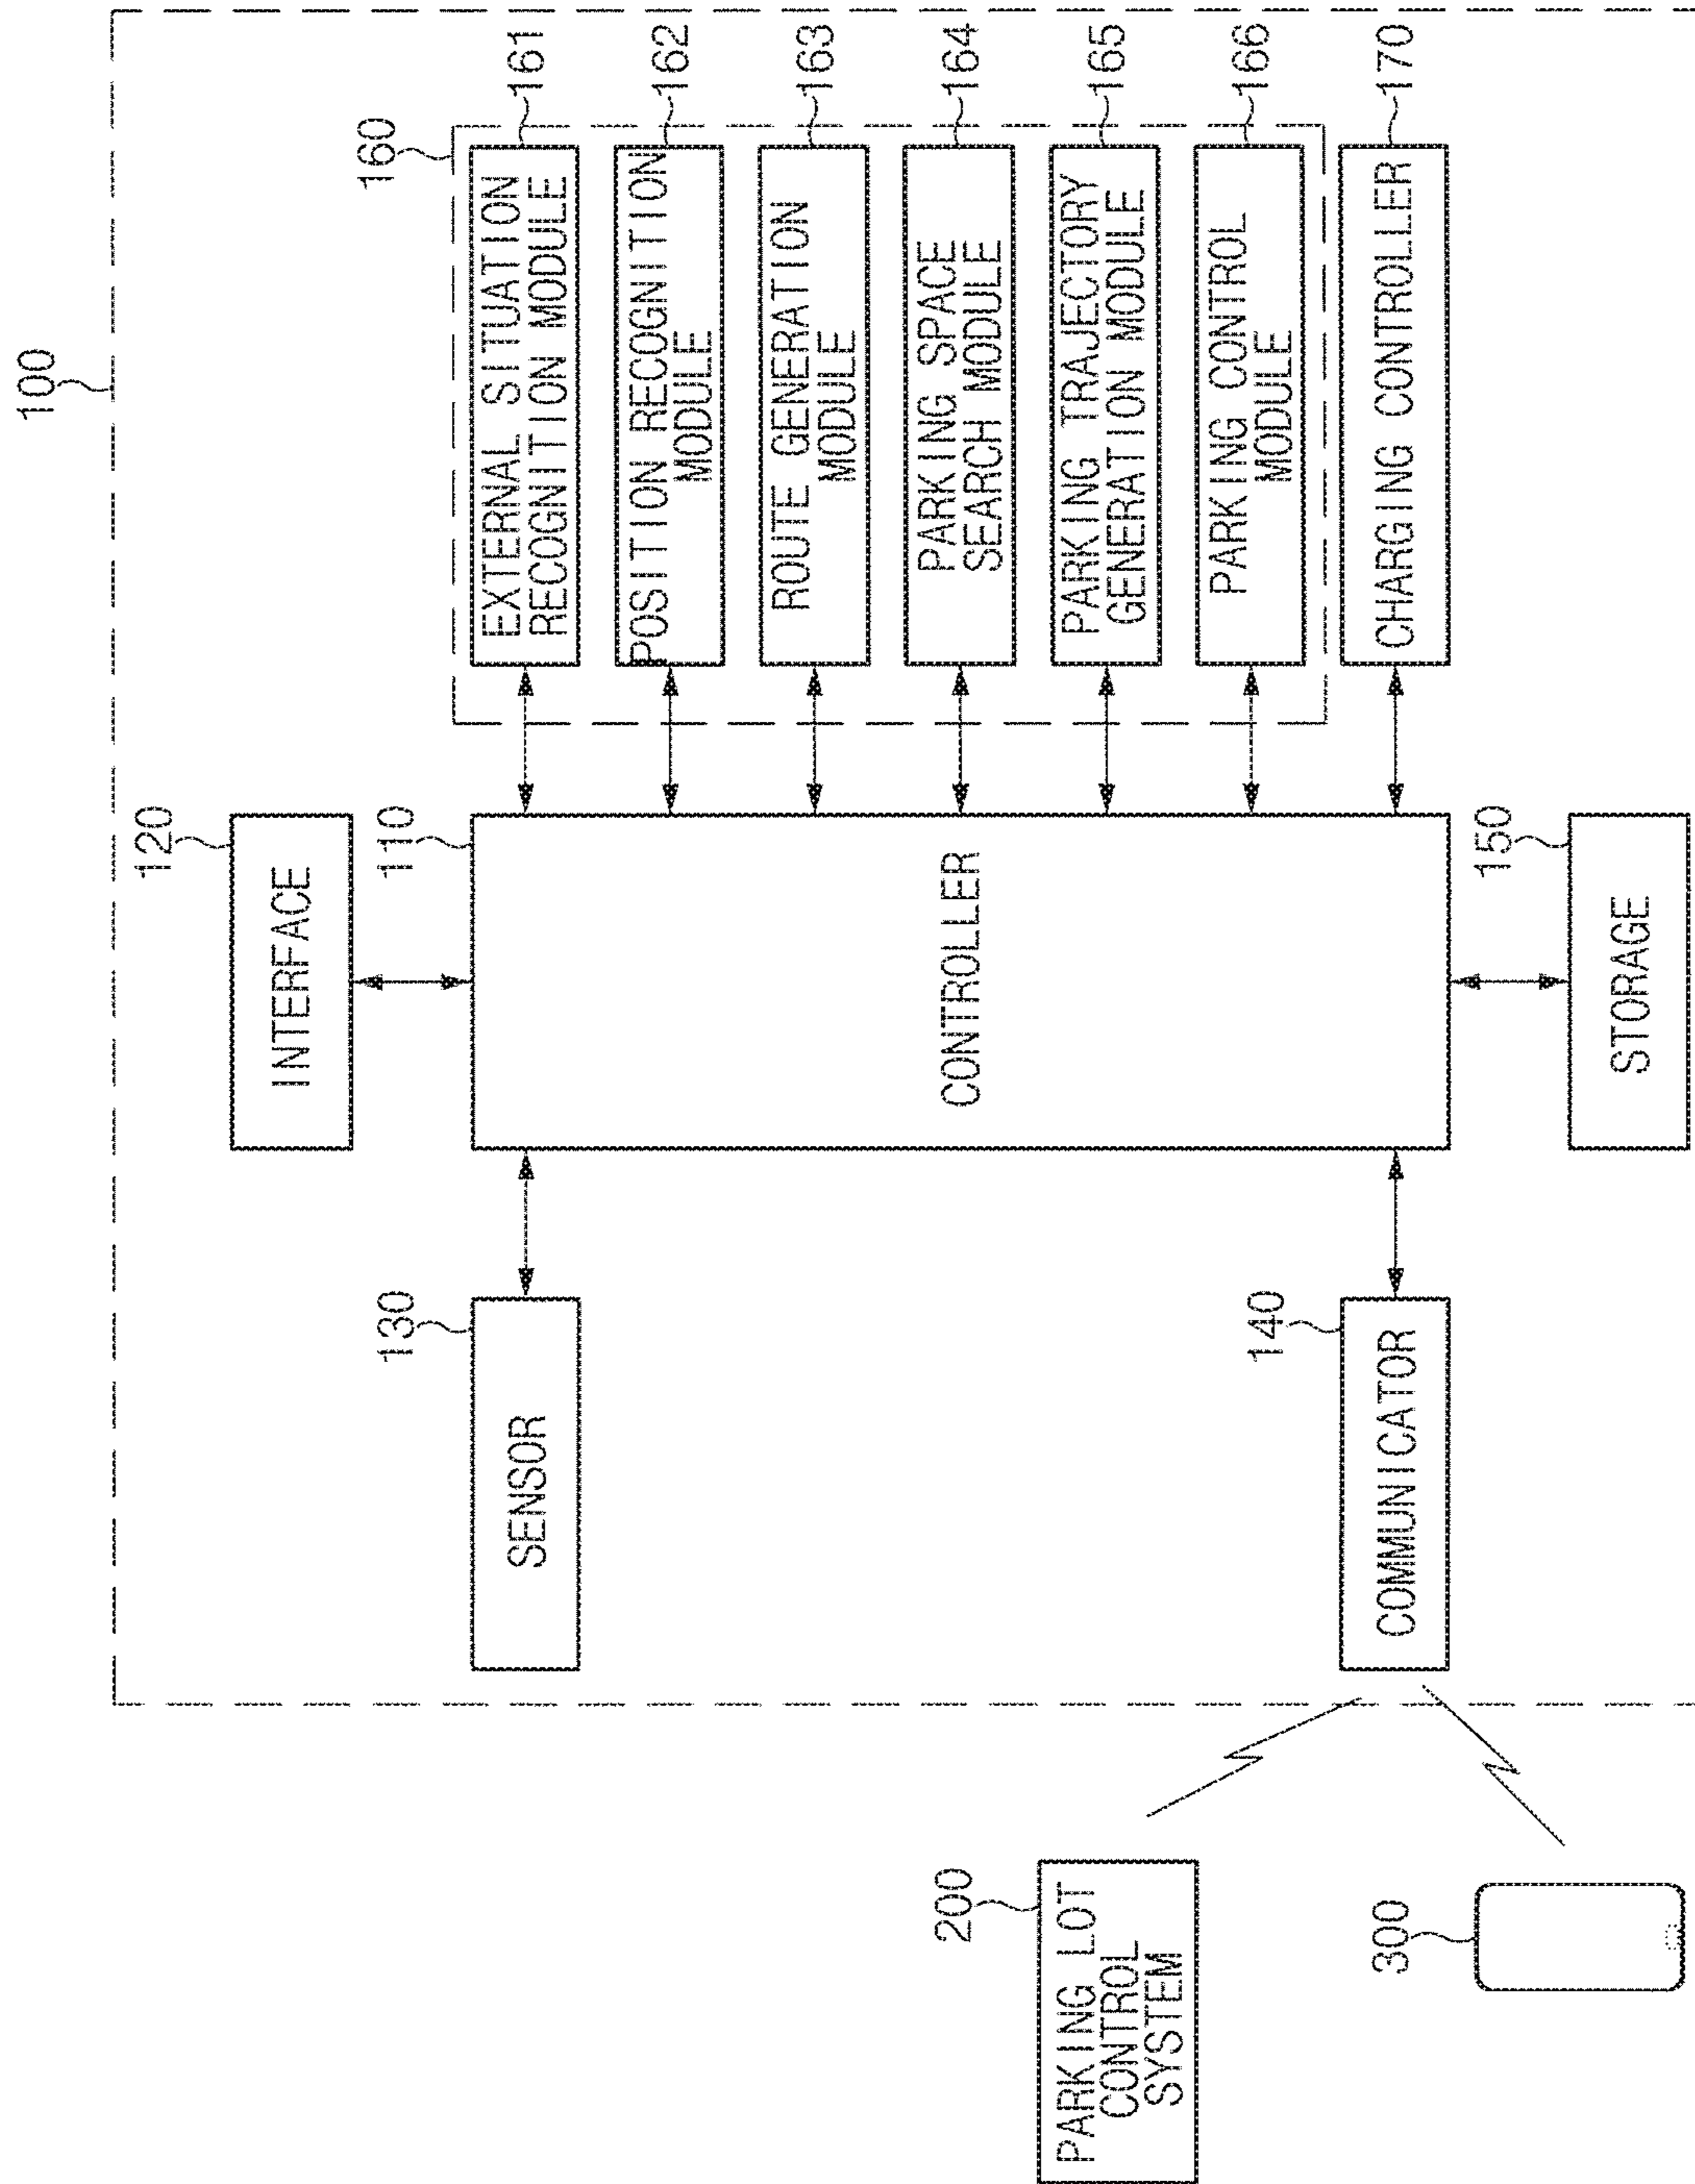 100
120
INTERFACE
160
130
SENSOR
110
CONTROLLER
EXTERNAL SITUATION
RECOGNITION MODULE
161
POSITION RECOGNITION
MODULE
162
ROUTE GENERATION
MODULE
163
PARKING SPACE
SEARCH MODULE
164
PARKING TRAJECTORY
GENERATION MODULE
165
PARKING CONTROL
MODULE
166
200
PARKING LOT
CONTROL
SYSTEM
140
COMMUNICATOR
CHARGING CONTROLLER
170
300
150
STORAGE